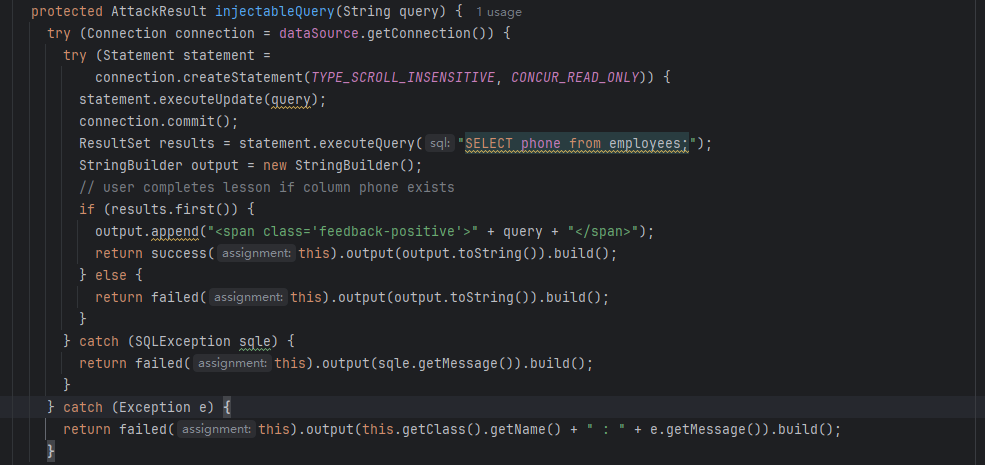 protected AttackResult injectableQuery(String query) { 1 usage
try (Connection connection = dataSource.getConnection()) {
try (Statement statement =
connection.createStatement(TYPE_SCROLL_INSENSITIVE, CONCUR_READ_ONLY)) {
statement.executeUpdate(query);
connection.commit();
ResultSet results = statement.executeQuery( sql: "SELECT phone from employees;");
StringBuilder output = new StringBuilder();
// user completes lesson if column phone exists
if (results.first()) {
output.append("<span class='feedback-positive'>" + query + "</span>");
return success( assignment: this).output(output.toString()).build();
} else {
return failed( assignment: this).output(output.toString()).build();
}
} catch (SQLException sqle) {
return failed( assignment: this).output(sqle.getMessage()).build();
}
} catch (Exception e) {
return failed( assignment: this).output(this.getClass().getName() + " : " + e.getMessage()).build();
}